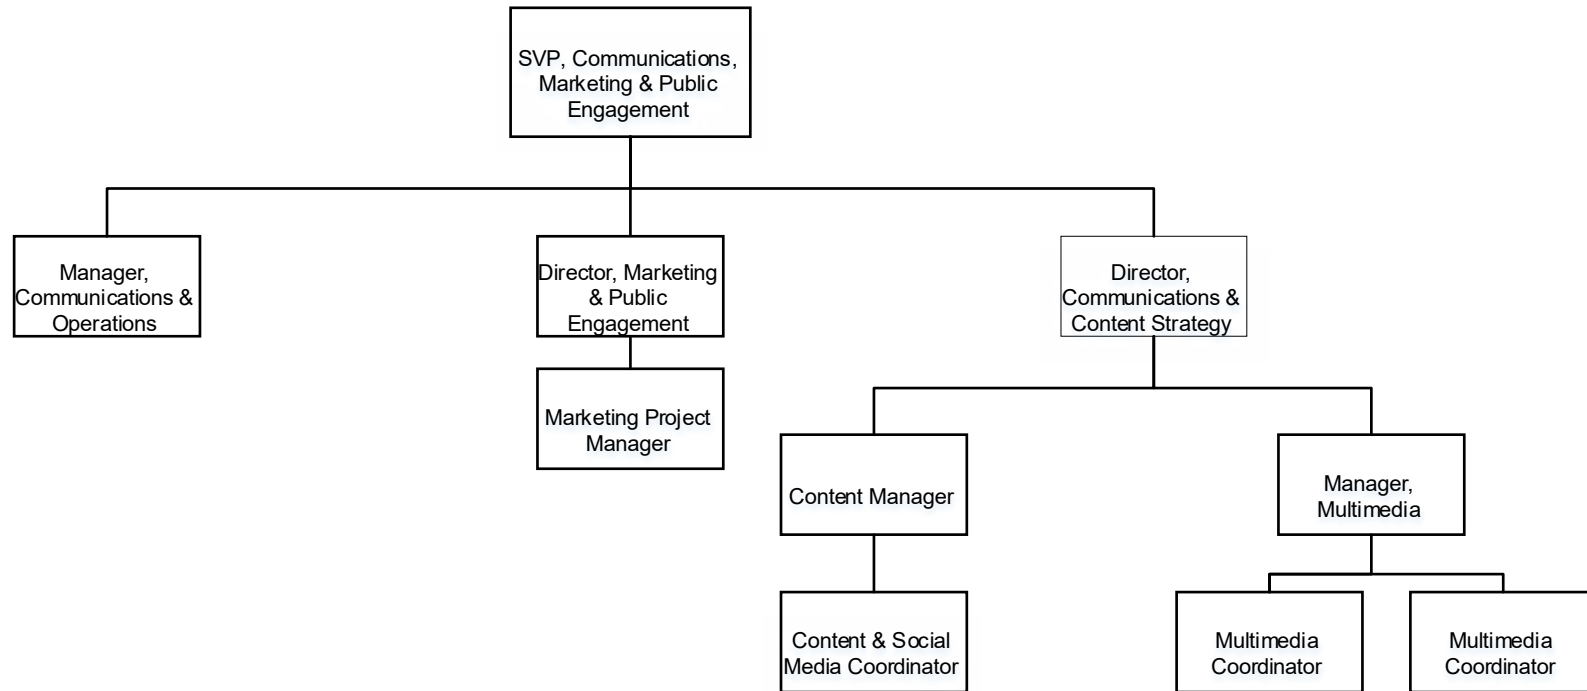 SVP, Communications,
Marketing & Public
Engagement
Manager,
Communications &
Operations
Director, Marketing
& Public
Engagement
Director,
Communications &
Content Strategy
Marketing Project
Manager
Content Manager
Manager,
Multimedia
Content & Social
Media Coordinator
Multimedia
Coordinator
Multimedia
Coordinator